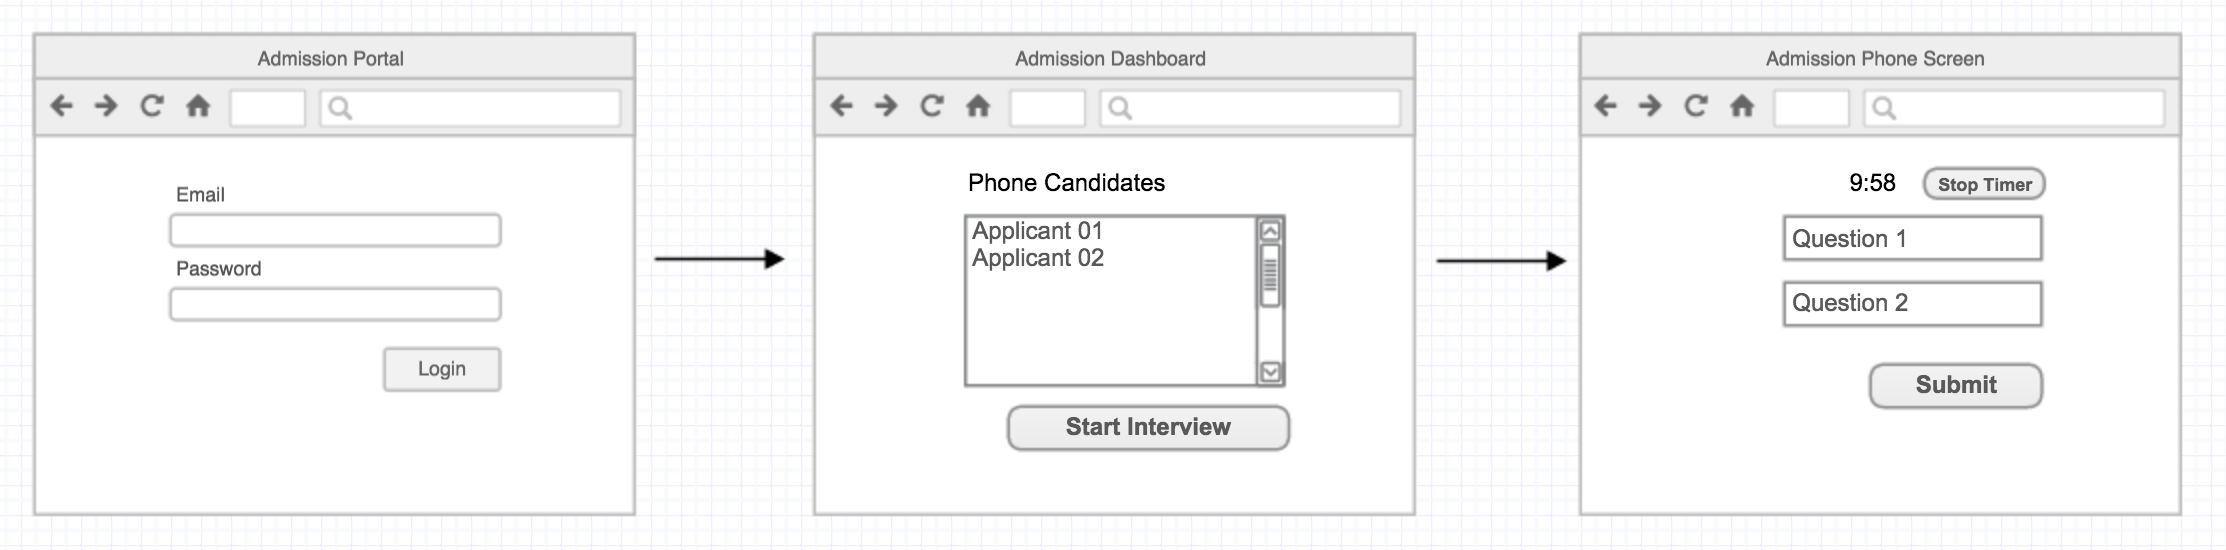 Admission Portal
Email
Password
Login
Admission Dashboard
Phone Candidates
Applicant 01
Applicant 02
Start Interview
Admission Phone Screen
9:58 Stop Timer
Question 1
Question 2
Submit